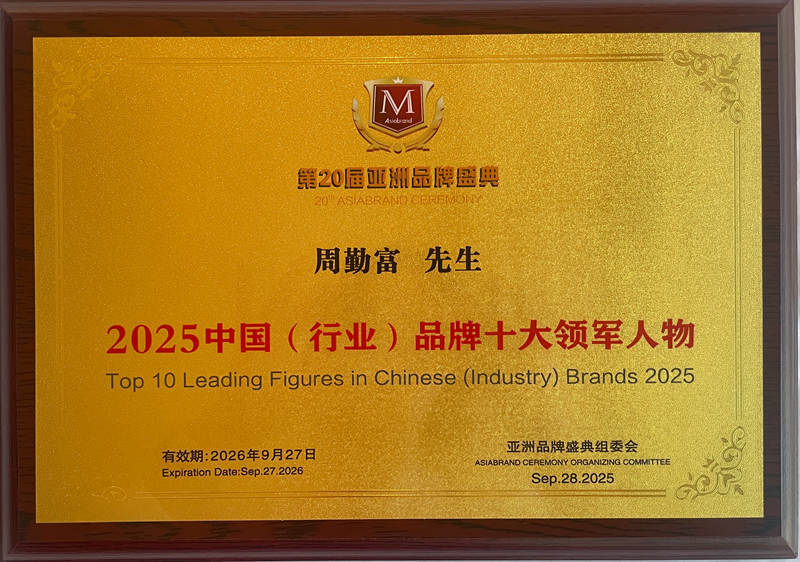 M
Asiabrand
第20届亚洲品牌盛典
20th ASIABRAND CEREMONY
周勤富 先生
2025中国（行业）品牌十大领军人物
Top 10 Leading Figures in Chinese (Industry) Brands 2025
有效期:2026年9月27日
Expiration Date:Sep.27.2026
亚洲品牌盛典组委会
ASIABRAND CEREMONY ORGANIZING COMMITTEE
Sep.28.2025